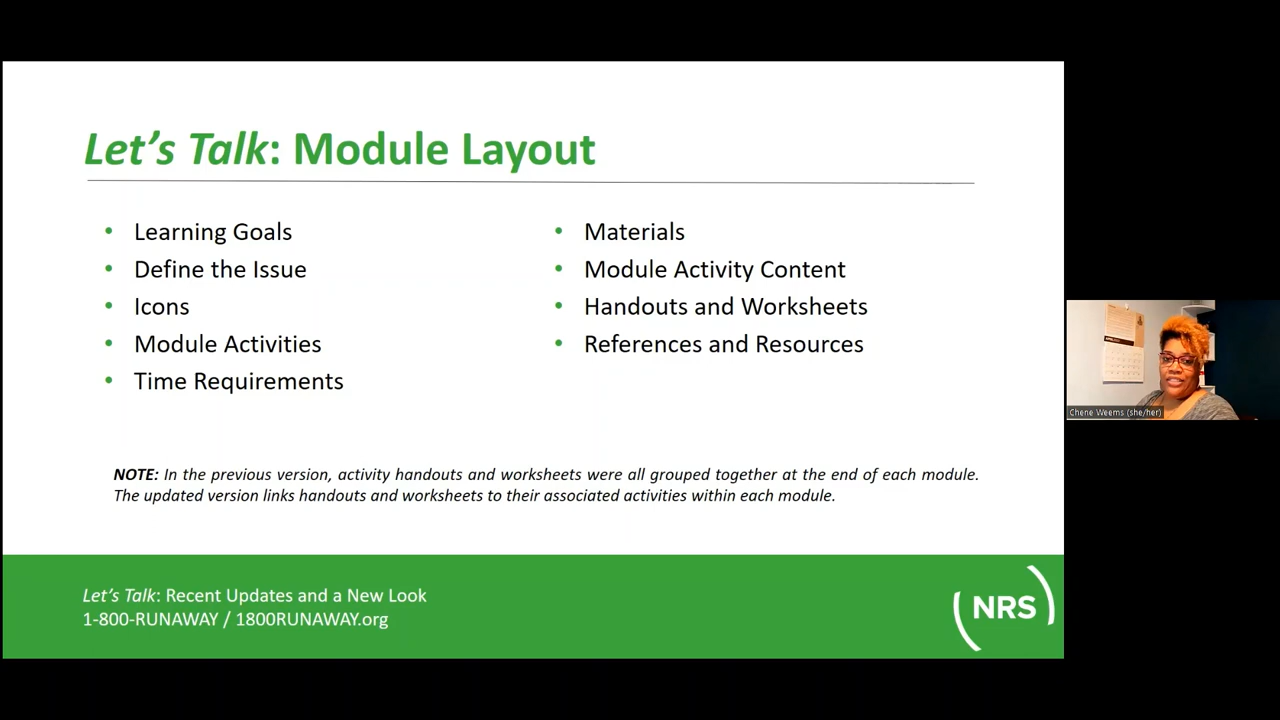 Let's Talk: Module Layout
• Learning Goals
• Define the Issue
• Icons
• Module Activities
• Time Requirements
• Materials
• Module Activity Content
• Handouts and Worksheets
• References and Resources
NOTE: In the previous version, activity handouts and worksheets were all grouped together at the end of each module.
The updated version links handouts and worksheets to their associated activities within each module.
Let's Talk: Recent Updates and a New Look
1-800-RUNAWAY / 1800RUNAWAY.org
NRS
Chene Weems (she/her)